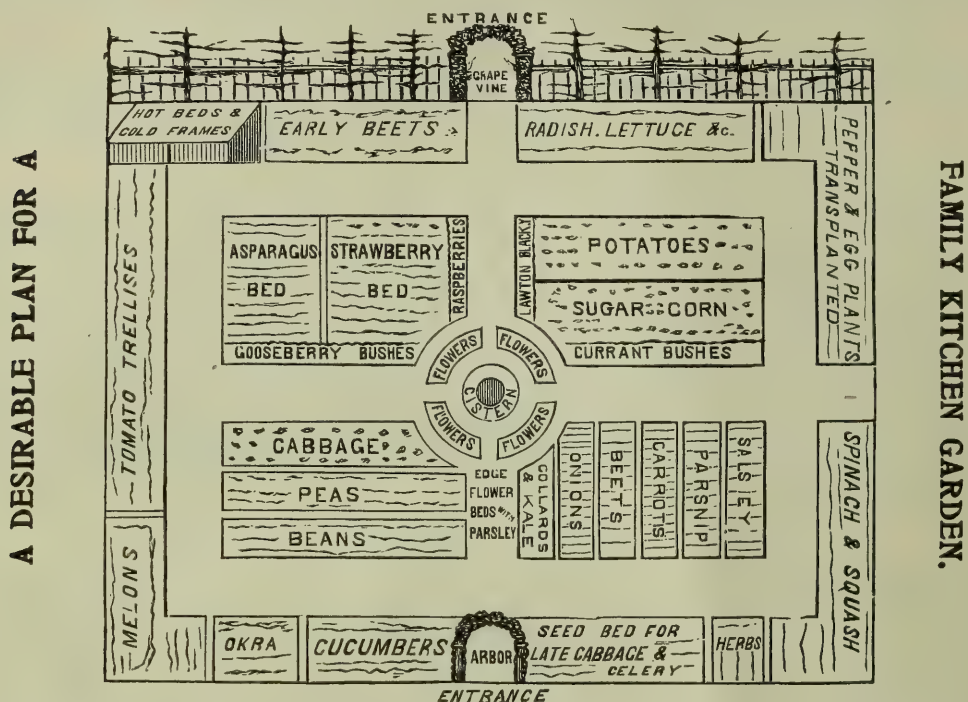 A DESIRABLE PLAN FOR A
FAMILY KITCHEN GARDEN.
ENTRANCE
GRAPE
VINE
HOT BEDS &
COLD FRAMES
EARLY BEETS
RADISH. LETTUCE &c.
PEPPER & EGG PLANTS
TRANSPLANTED
TOMATO TRELLISES
ASPARAGUS
BED
STRAWBERRY
BED
RASPBERRIES
LAWTON BLACK,Y
POTATOES
SUGAR CORN
GOOSEBERRY BUSHES
CURRANT BUSHES
FLOWERS
FLOWERS
CISTERN
FLOWERS
FLOWERS
CABBAGE
PEAS
BEANS
EDGE
FLOWER
BEDS WITH
PARSLEY
COLLARDS
& KALE
ONIONS
BEETS
CARROTS
PARSNIP
SALSIEY
SPINACH & SQUASH
MELONS
OKRA
CUCUMBERS
ARBOR
SEED BED FOR
LATE CABBAGE &
CELERY
HERBS
ENTRANCE